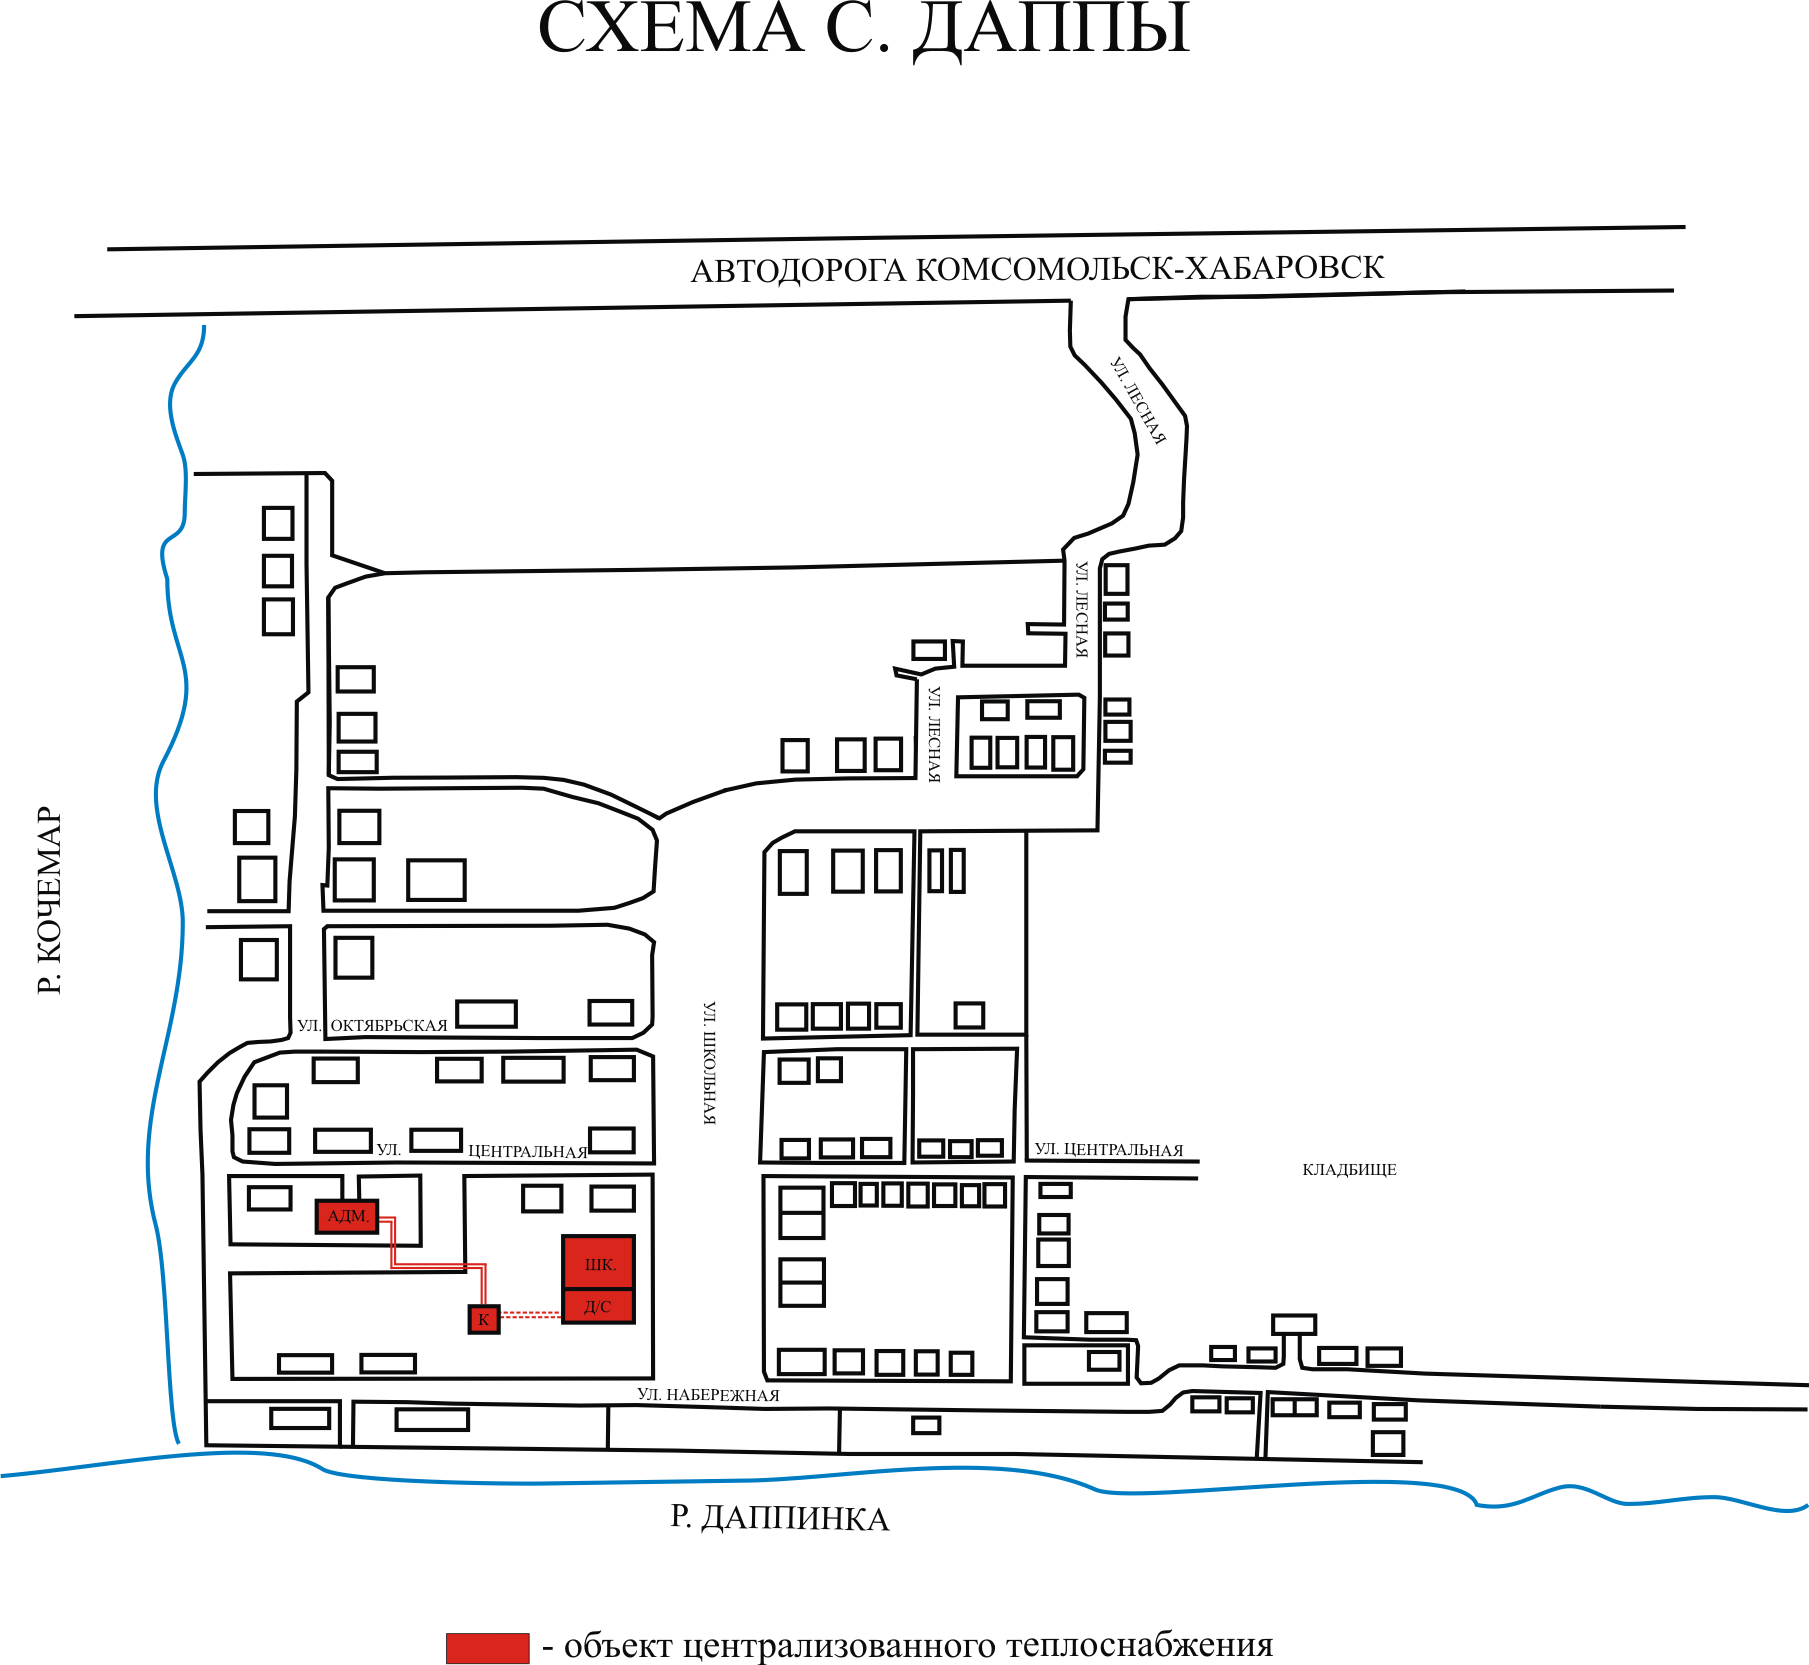 СХЕМА С. ДАППЫ
АВТОДОРОГА КОМСОМОЛЬСК-ХАБАРОВСК
УЛ. ЛЕСНАЯ
УЛ. ЛЕСНАЯ
УЛ. ЛЕСНАЯ
Р. КОЧЕМАР
УЛ. ОКТЯБРЬСКАЯ
УЛ. ШКОЛЬНАЯ
УЛ. ЦЕНТРАЛЬНАЯ
УЛ. ЦЕНТРАЛЬНАЯ
КЛАДБИЩЕ
АДМ.
ШК.
Д/С
К
УЛ. НАБЕРЕЖНАЯ
Р. ДАППИНКА
- объект централизованного теплоснабжения